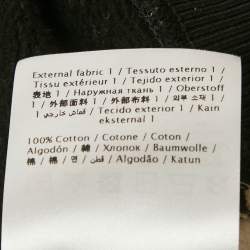 External fabric 1 / Tessuto esterno 1 /
Tissu extérieur 1 / Tejido exterior 1 /
表地 1 / Наружная ткань 1 / Oberstoff
1 / 外部面料 1 / 外部布料 1 / 외부 소재 1 /
1 قماش خارجي / Tecido exterior 1 / Kain
eksternal 1
100% Cotton / Cotone / Coton /
Algodón / 綿 / Хлопок / Baumwolle /
棉 / 棉 / 면 / قطن / Algodão / Katun